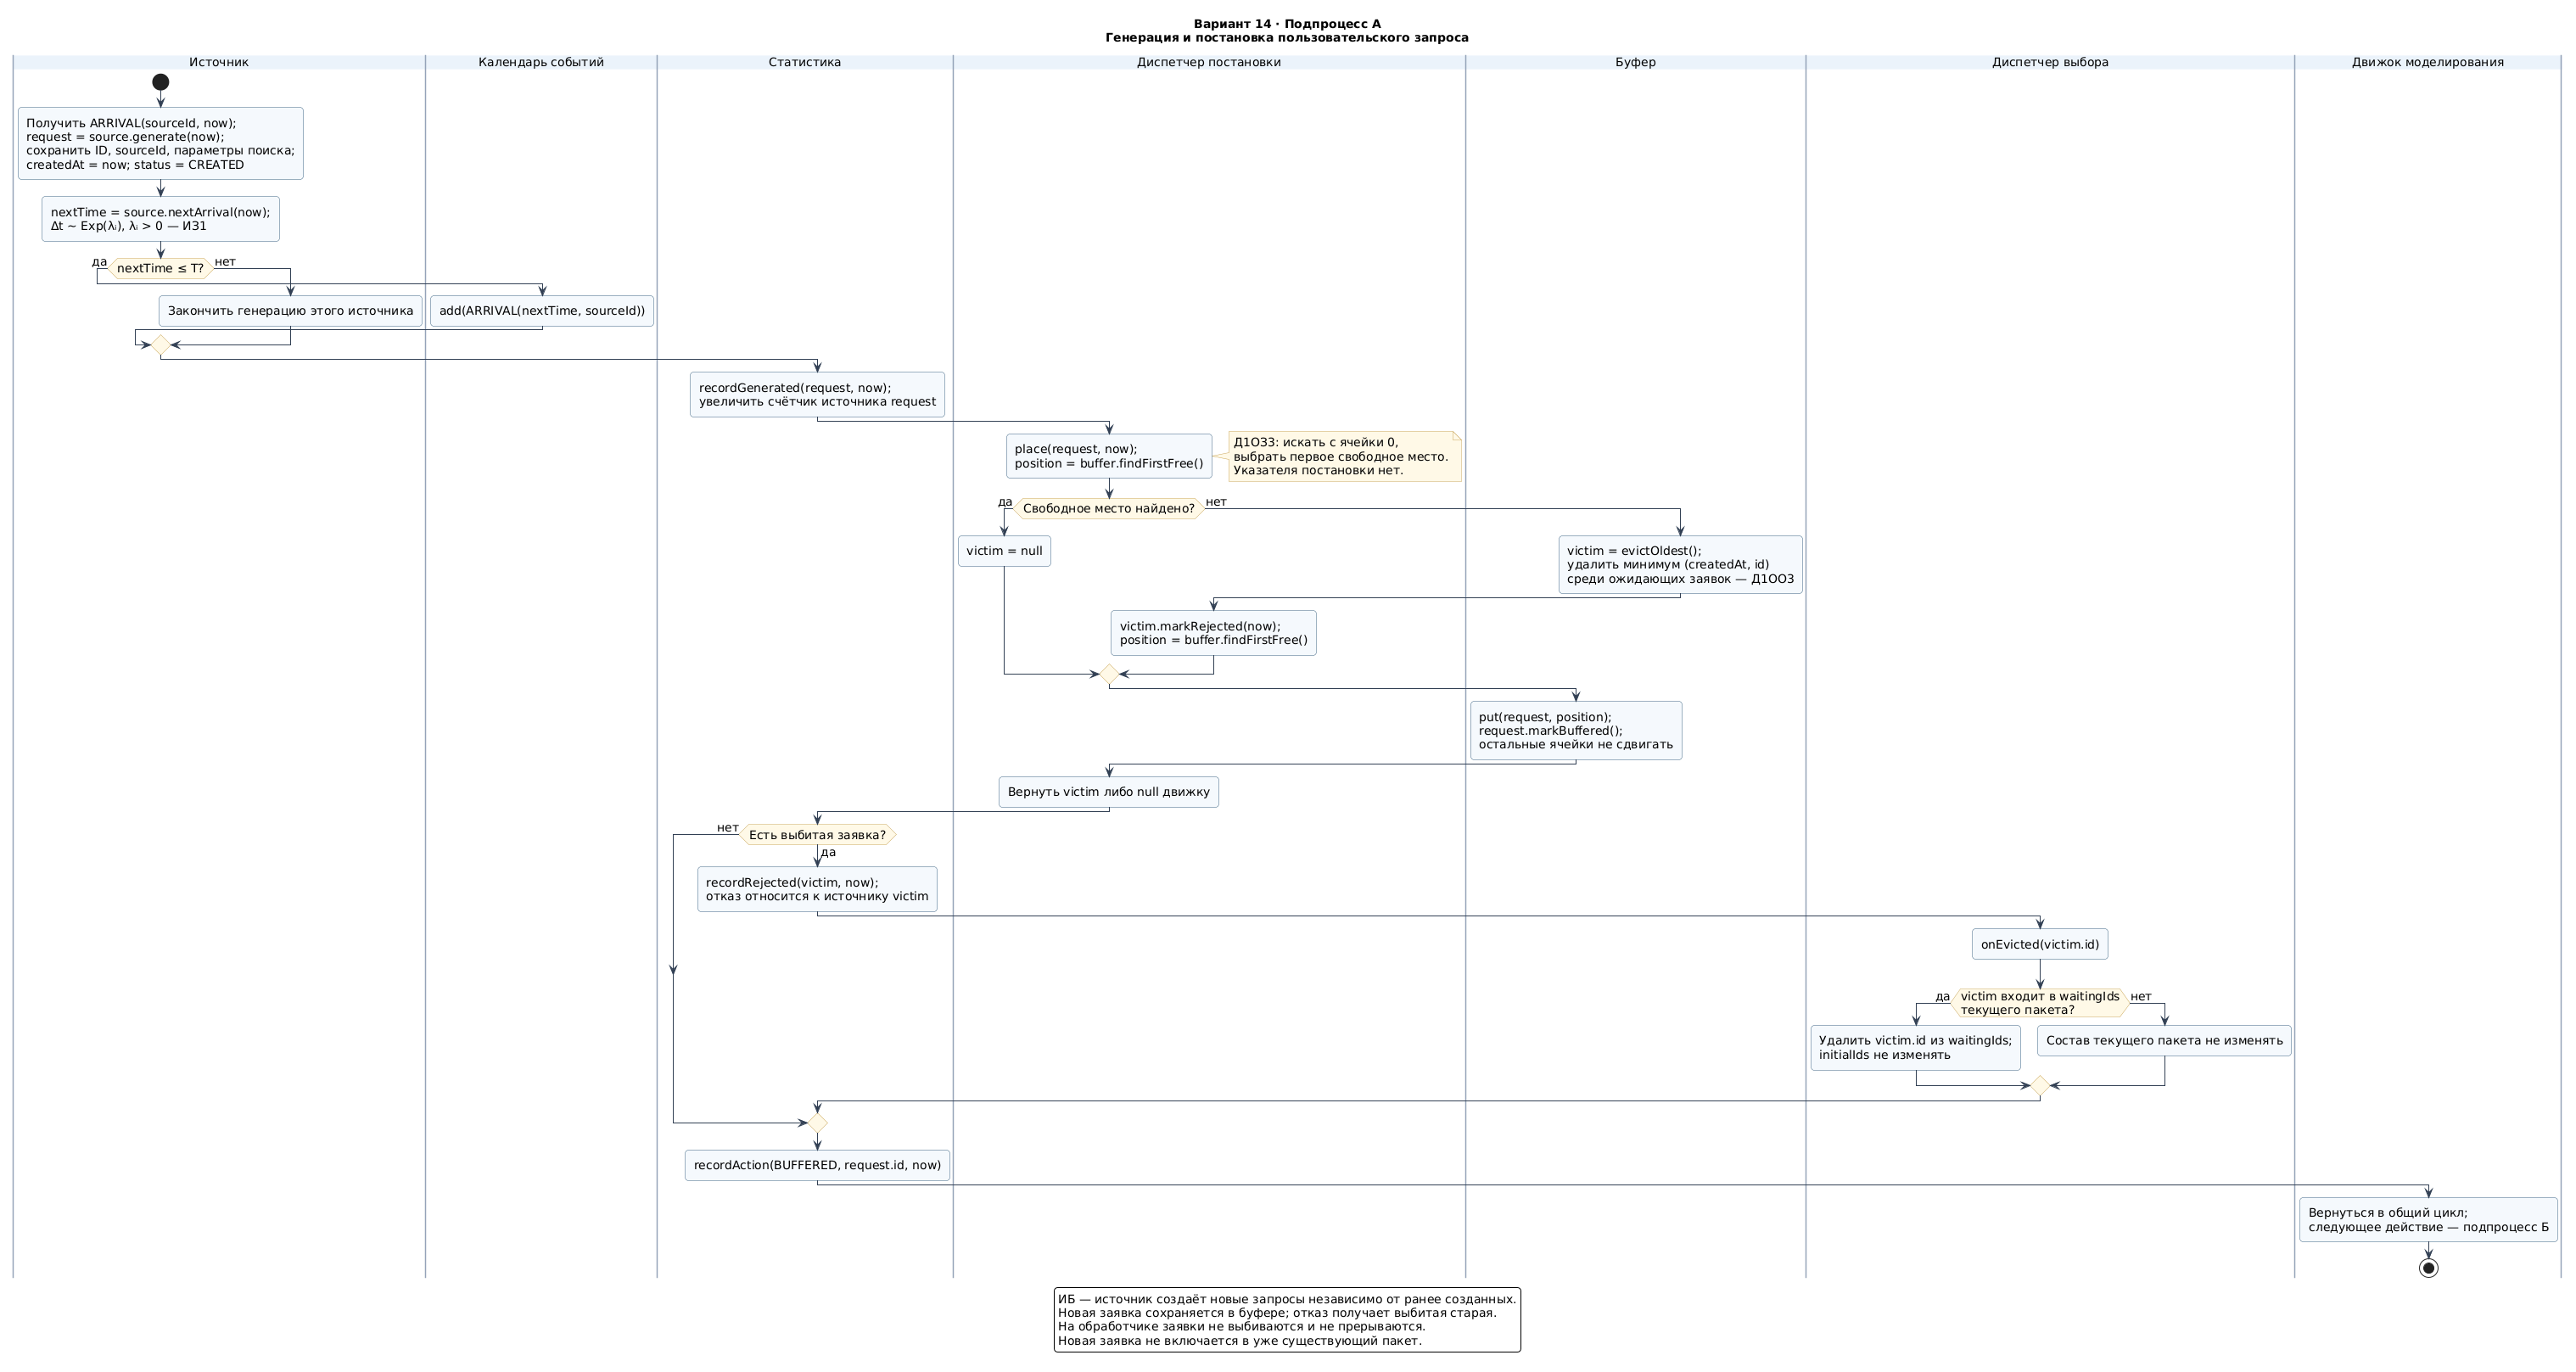 Вариант 14 · Подпроцесс А
Генерация и постановка пользовательского запроса
Источник
Календарь событий
Статистика
Диспетчер постановки
Буфер
Диспетчер выбора
Движок моделирования
Получить ARRIVAL(sourceId, now);
request = source.generate(now);
сохранить ID, sourceId, параметры поиска;
createdAt = now; status = CREATED
nextTime = source.nextArrival(now);
Δt ~ Exp(λᵢ), λᵢ > 0 — ИЗ1
да
nextTime ≤ T?
нет
Закончить генерацию этого источника
add(ARRIVAL(nextTime, sourceId))
recordGenerated(request, now);
увеличить счётчик источника request
place(request, now);
position = buffer.findFirstFree()
Д1ОЗ3: искать с ячейки 0,
выбрать первое свободное место.
Указателя постановки нет.
да
Свободное место найдено?
нет
victim = null
victim = evictOldest();
удалить минимум (createdAt, id)
среди ожидающих заявок — Д1ОО3
victim.markRejected(now);
position = buffer.findFirstFree()
put(request, position);
request.markBuffered();
остальные ячейки не сдвигать
Вернуть victim либо null движку
нет
Есть выбитая заявка?
да
recordRejected(victim, now);
отказ относится к источнику victim
onEvicted(victim.id)
да
victim входит в waitingIds
текущего пакета?
нет
Удалить victim.id из waitingIds;
initialIds не изменять
Состав текущего пакета не изменять
recordAction(BUFFERED, request.id, now)
Вернуться в общий цикл;
следующее действие — подпроцесс Б
ИБ — источник создаёт новые запросы независимо от ранее созданных.
Новая заявка сохраняется в буфере; отказ получает выбитая старая.
На обработчике заявки не выбиваются и не прерываются.
Новая заявка не включается в уже существующий пакет.